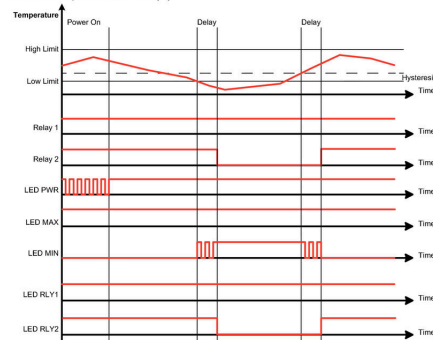 Temperature
Power On
Delay
Delay
High Limit
Low Limit
Hysteresi
Time
Relay 1
Time
Relay 2
Time
LED PWR
Time
LED MAX
Time
LED MIN
Time
LED RLY1
Time
LED RLY2
Time